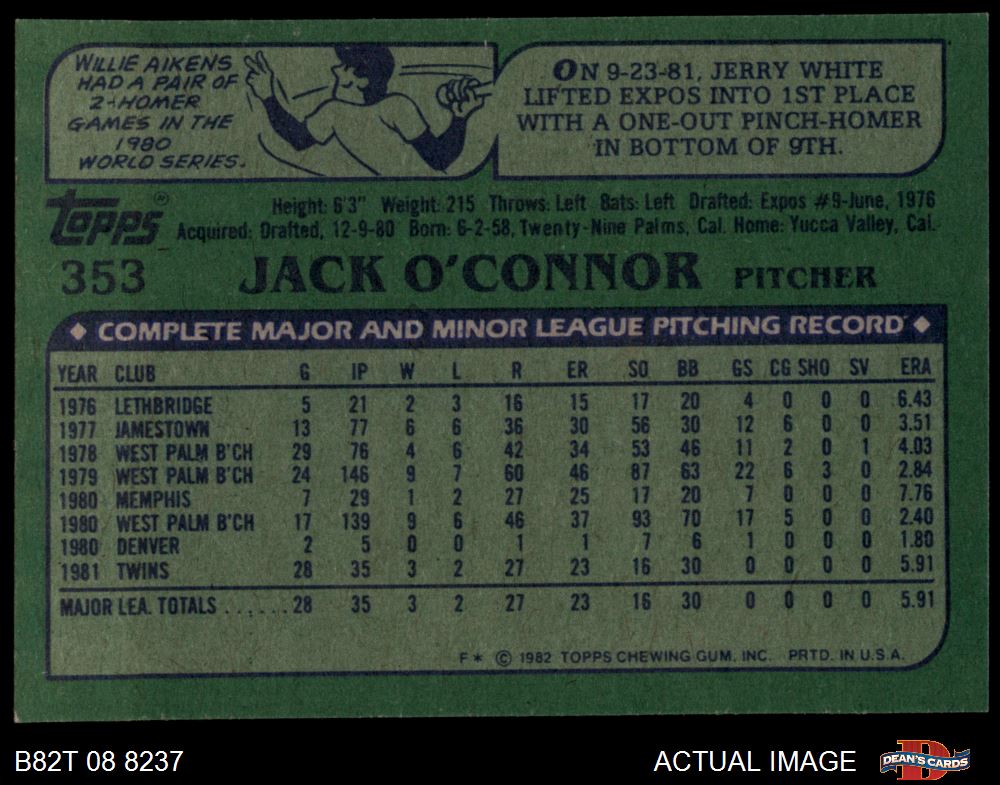 WILLIE AIKENS
HAD A PAIR OF
2-HOMER
GAMES IN THE
1980
WORLD SERIES.
ON 9-23-81, JERRY WHITE
LIFTED EXPOS INTO 1ST PLACE
WITH A ONE-OUT PINCH-HOMER
IN BOTTOM OF 9TH.
TOPPS®
Height: 6'3" Weight: 215 Throws: Left Bats: Left Drafted: Expos #9-June, 1976
Acquired: Drafted, 12-9-80 Born: 6-2-58, Twenty-Nine Palms, Cal. Home: Yucca Valley, Cal.
353 JACK O'CONNOR PITCHER
◆ COMPLETE MAJOR AND MINOR LEAGUE PITCHING RECORD ◆
YEAR CLUB G IP W L R ER SO BB GS CG SHO SV ERA
1976 LETHBRIDGE 5 21 2 3 16 15 17 20 4 0 0 0 6.43
1977 JAMESTOWN 13 77 6 6 36 30 56 30 12 6 0 0 3.51
1978 WEST PALM B'CH 29 76 4 6 42 34 53 46 11 2 0 1 4.03
1979 WEST PALM B'CH 24 146 9 7 60 46 87 63 22 6 3 0 2.84
1980 MEMPHIS 7 29 1 2 27 25 17 20 7 0 0 0 7.76
1980 WEST PALM B'CH 17 139 9 6 46 37 93 70 17 5 0 0 2.40
1980 DENVER 2 5 0 0 1 1 7 6 1 0 0 0 1.80
1981 TWINS 28 35 3 2 27 23 16 30 0 0 0 0 5.91
MAJOR LEA. TOTALS ......28 35 3 2 27 23 16 30 0 0 0 0 5.91
F* © 1982 TOPPS CHEWING GUM, INC. PRTD. IN U.S.A.
B82T 08 8237 ACTUAL IMAGE DEAN'S CARDS